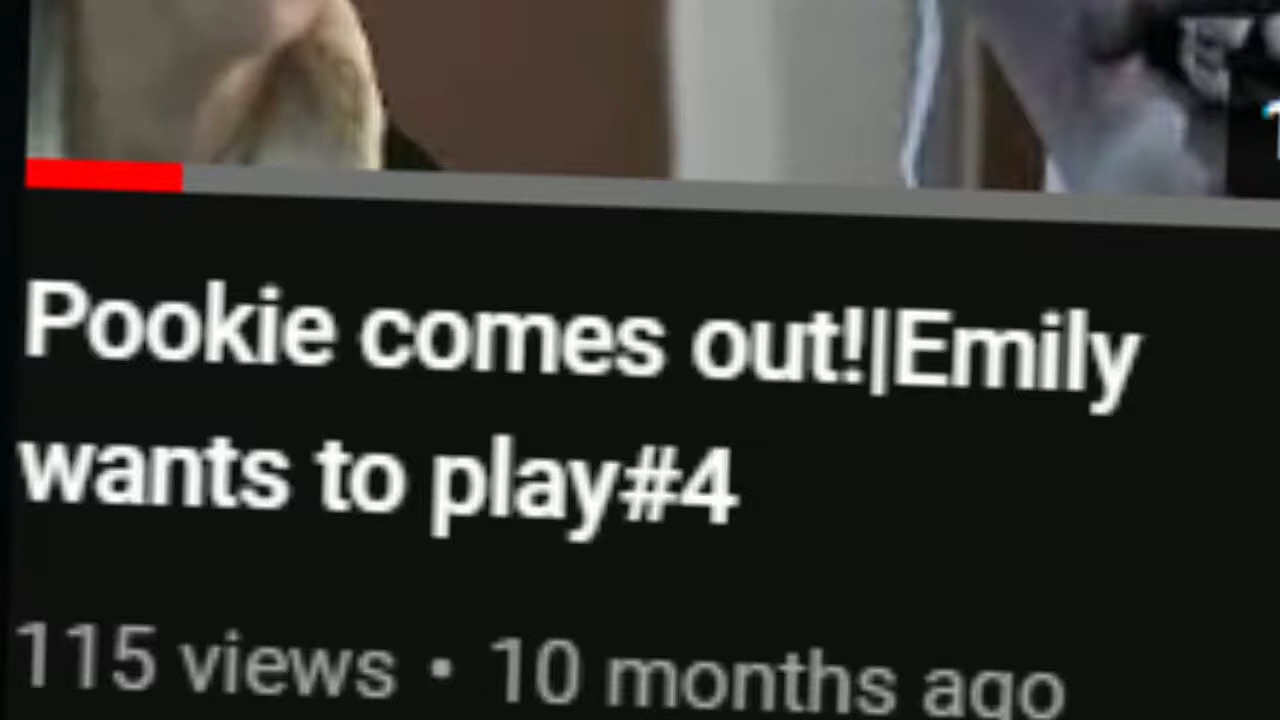 Pookie comes out!|Emily
wants to play#4
115 views • 10 months ago